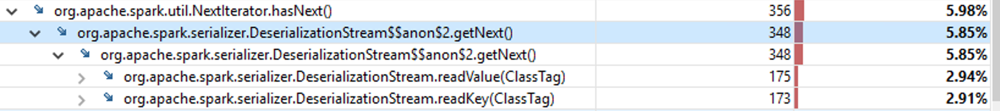 org.apache.spark.util.NextIterator.hasNext() 356 5.98%
org.apache.spark.serializer.DeserializationStream$$anon$2.getNext() 348 5.85%
org.apache.spark.serializer.DeserializationStream$$anon$2.getNext() 348 5.85%
org.apache.spark.serializer.DeserializationStream.readValue(ClassTag) 175 2.94%
org.apache.spark.serializer.DeserializationStream.readKey(ClassTag) 173 2.91%